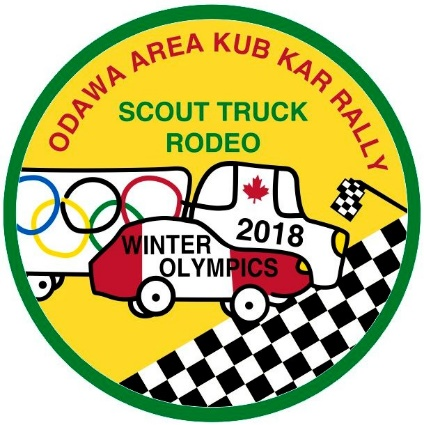 ODAWA AREA KUB KAR RALLY
SCOUT TRUCK
RODEO
2018
WINTER
OLYMPICS